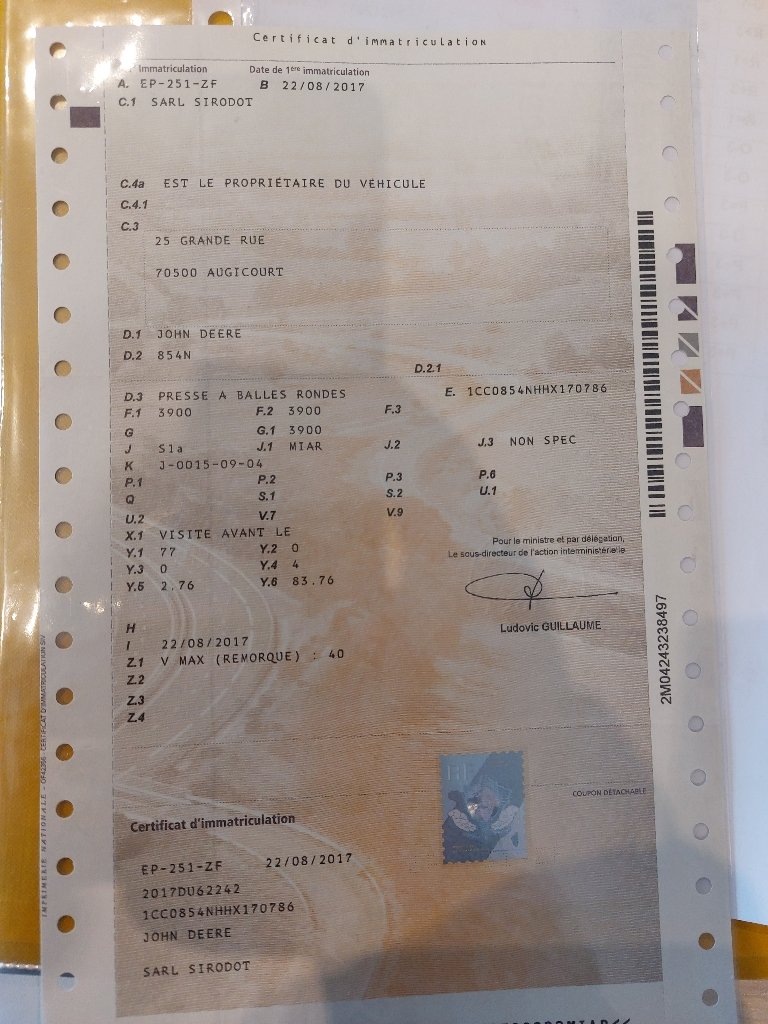 Certificat d'immatriculation
Immatriculation Date de 1ère immatriculation
A. EP-251-ZF B 22/08/2017
C.1 SARL SIRODOT
C.4a EST LE PROPRIÉTAIRE DU VÉHICULE
C.4.1
C.3
25 GRANDE RUE
70500 AUGICOURT
D.1 JOHN DEERE
D.2 854N
D.2.1
D.3 PRESSE A BALLES RONDES E. 1CC0854NHHX170786
F.1 3900 F.2 3900 F.3
G G.1 3900
J S1a J.1 MIAR J.2 J.3 NON SPEC
K J-0015-09-04
P.1 P.2 P.3 P.6
Q S.1 S.2 U.1
U.2 V.7 V.9
X.1 VISITE AVANT LE
Y.1 77 Y.2 0
Y.3 0 Y.4 4
Y.5 2.76 Y.6 83.76
Pour le ministre et par délégation,
Le sous-directeur de l'action interministérielle
Ludovic GUILLAUME
H
I 22/08/2017
Z.1 V MAX (REMORQUE) : 40
Z.2
Z.3
Z.4
2M04243238497
IMPRIMERIE NATIONALE - CERTIFICAT D'IMMATRICULATION SIV
COUPON DÉTACHABLE
Certificat d'immatriculation
EP-251-ZF 22/08/2017
2017DU62242
1CC0854NHHX170786
JOHN DEERE
SARL SIRODOT